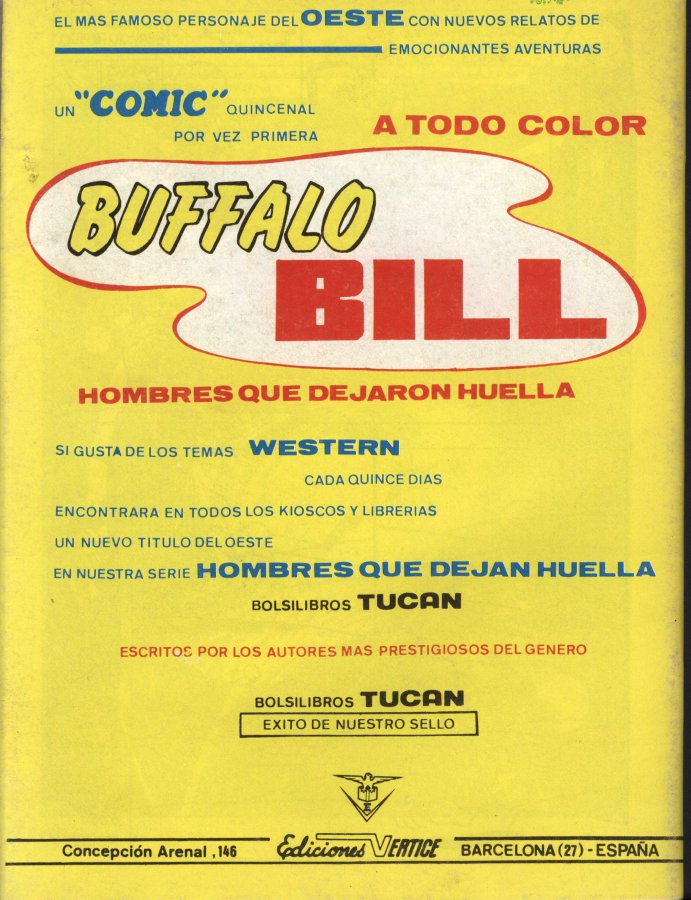 EL MAS FAMOSO PERSONAJE DEL OESTE CON NUEVOS RELATOS DE
EMOCIONANTES AVENTURAS
UN "COMIC" QUINCENAL
POR VEZ PRIMERA
A TODO COLOR
BUFFALO
BILL
HOMBRES QUE DEJARON HUELLA
SI GUSTA DE LOS TEMAS WESTERN
CADA QUINCE DIAS
ENCONTRARA EN TODOS LOS KIOSCOS Y LIBRERIAS
UN NUEVO TITULO DEL OESTE
EN NUESTRA SERIE HOMBRES QUE DEJAN HUELLA
BOLSILIBROS TUCAN
ESCRITOS POR LOS AUTORES MAS PRESTIGIOSOS DEL GENERO
BOLSILIBROS TUCAN
EXITO DE NUESTRO SELLO
E
Concepción Arenal, 146 Ediciones VERTICE BARCELONA (27) - ESPAÑA